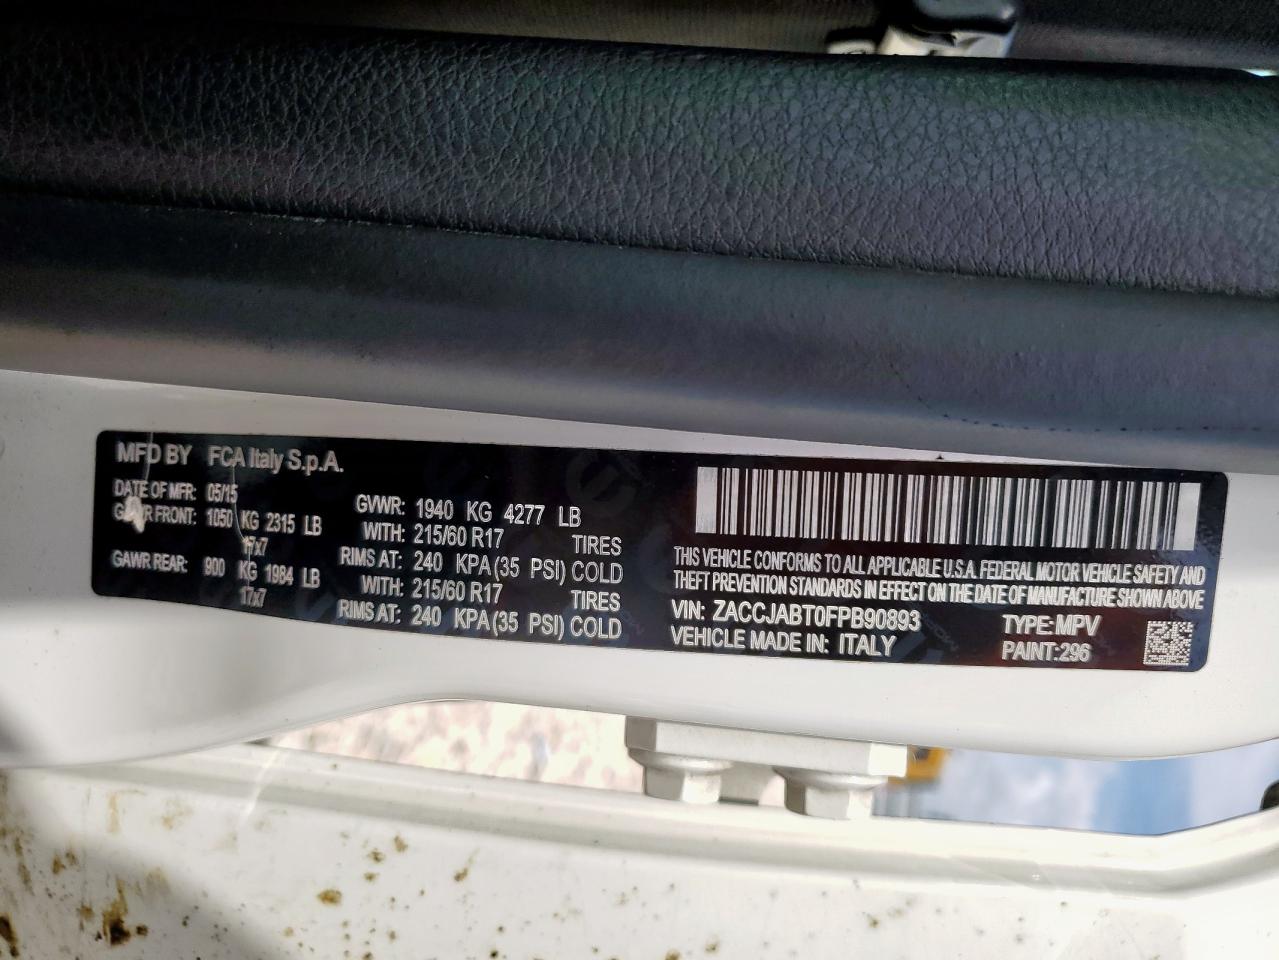 MFD BY FCA Italy S.p.A.
DATE OF MFR: 05/15 GVWR: 1940 KG 4277 LB
GAWR FRONT: 1050 KG 2315 LB WITH: 215/60 R17 TIRES
17x7 RIMS AT: 240 KPA (35 PSI) COLD
GAWR REAR: 900 KG 1984 LB WITH: 215/60 R17 TIRES
17x7 RIMS AT: 240 KPA (35 PSI) COLD
THIS VEHICLE CONFORMS TO ALL APPLICABLE U.S.A. FEDERAL MOTOR VEHICLE SAFETY AND
THEFT PREVENTION STANDARDS IN EFFECT ON THE DATE OF MANUFACTURE SHOWN ABOVE
VIN: ZACCJABT0FPB90893 TYPE: MPV
VEHICLE MADE IN: ITALY PAINT: 296